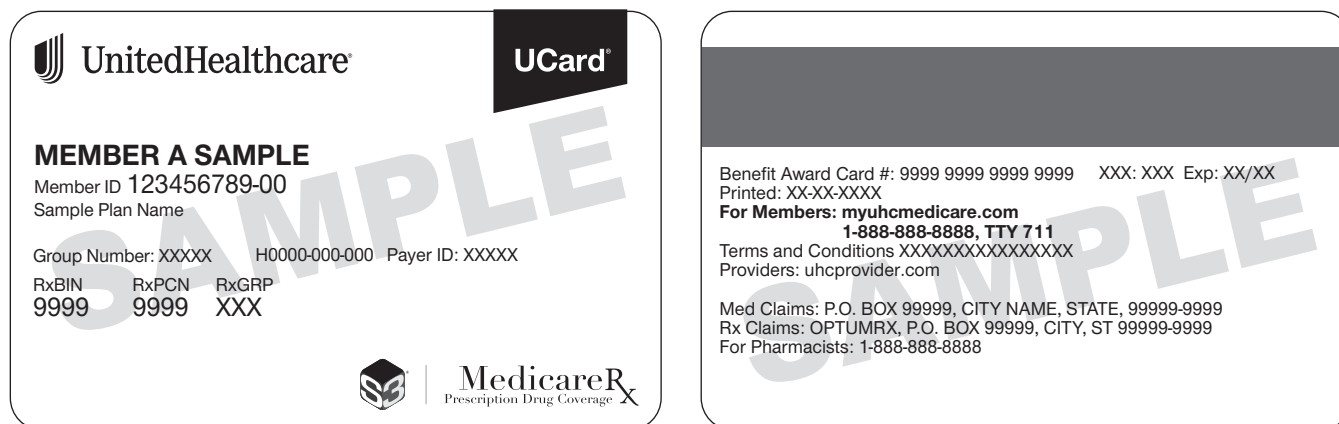 UnitedHealthcare®
UCard®
MEMBER A SAMPLE
Member ID 123456789-00
Sample Plan Name
Group Number: XXXXX H0000-000-000 Payer ID: XXXXX
RxBIN RxPCN RxGRP
9999 9999 XXX
S3®
MedicareRx
Prescription Drug Coverage
SAMPLE
Benefit Award Card #: 9999 9999 9999 9999 XXX: XXX Exp: XX/XX
Printed: XX-XX-XXXX
For Members: myuhcmedicare.com
1-888-888-8888, TTY 711
Terms and Conditions XXXXXXXXXXXXXXXX
Providers: uhcprovider.com
Med Claims: P.O. BOX 99999, CITY NAME, STATE, 99999-9999
Rx Claims: OPTUMRX, P.O. BOX 99999, CITY, ST 99999-9999
For Pharmacists: 1-888-888-8888
SAMPLE